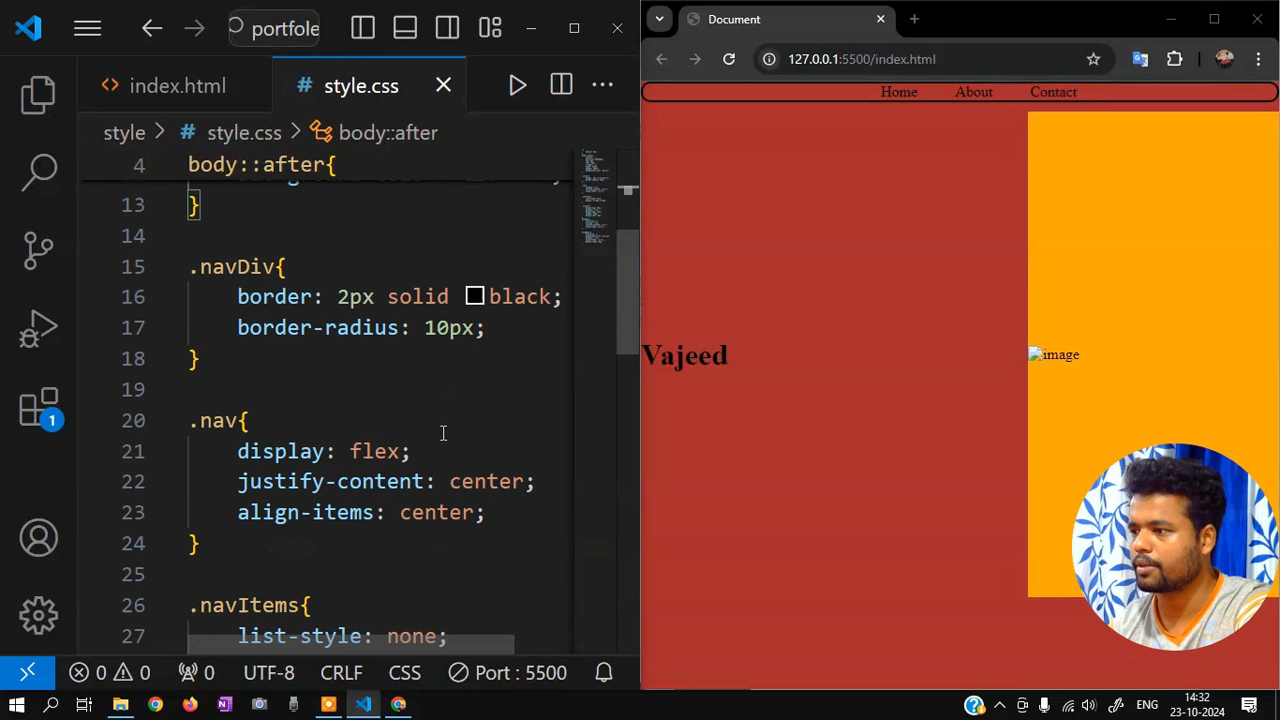 portfole
Document
index.html
style.css
127.0.0.1:5500/index.html
style
style.css
body::after
Home
About
Contact
4
body::after{
13
}
14
15
.navDiv{
16
border: 2px solid black;
17
border-radius: 10px;
18
}
19
20
.nav{
21
display: flex;
22
justify-content: center;
23
align-items: center;
24
}
25
26
.navItems{
27
list-style: none;
Vajeed
image
1
0
0
0
UTF-8
CRLF
CSS
Port : 5500
ENG
14:32
23-10-2024